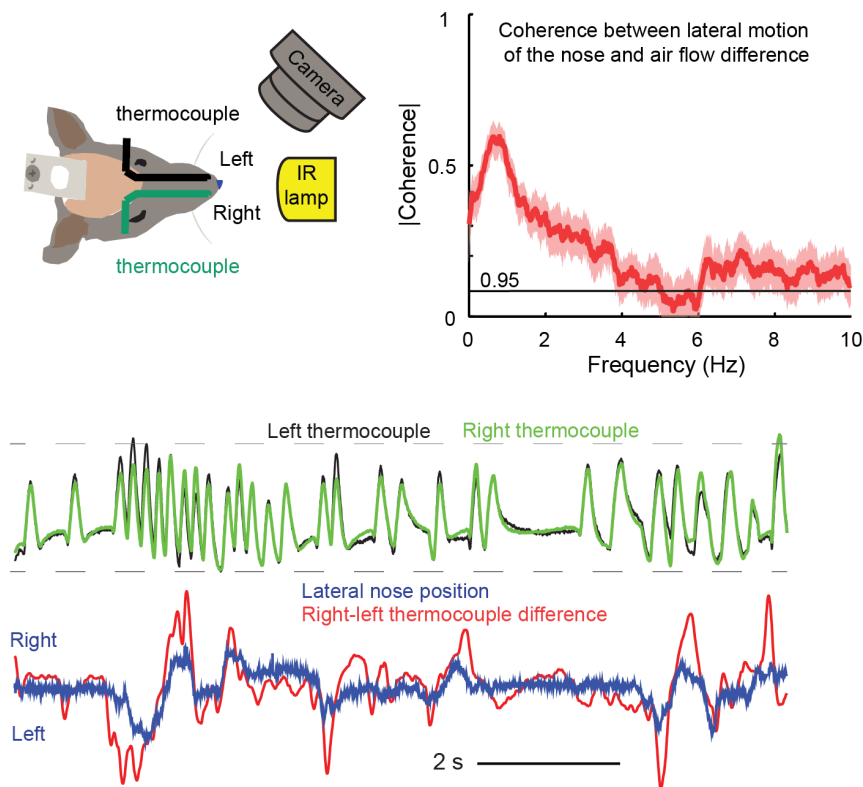 Camera
thermocouple
Left
IR
lamp
Right
thermocouple
Coherence between lateral motion
of the nose and air flow difference
|Coherence|
1
0.5
0.95
0
0 2 4 6 8 10
Frequency (Hz)
Left thermocouple Right thermocouple
Lateral nose position
Right-left thermocouple difference
Right
Left
2 s